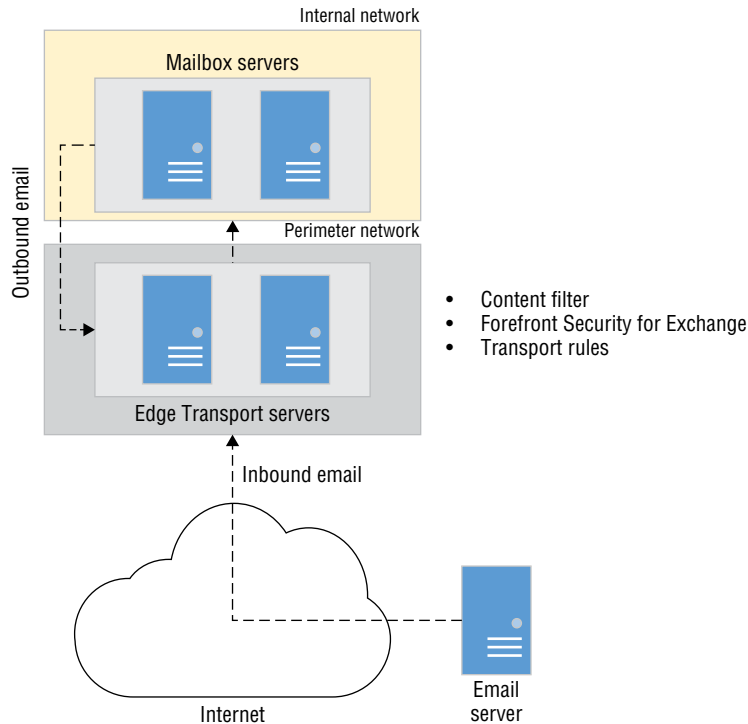 Internal network
Mailbox servers
Outbound email
Perimeter network
Edge Transport servers
• Content filter
• Forefront Security for Exchange
• Transport rules
Inbound email
Internet
Email
server